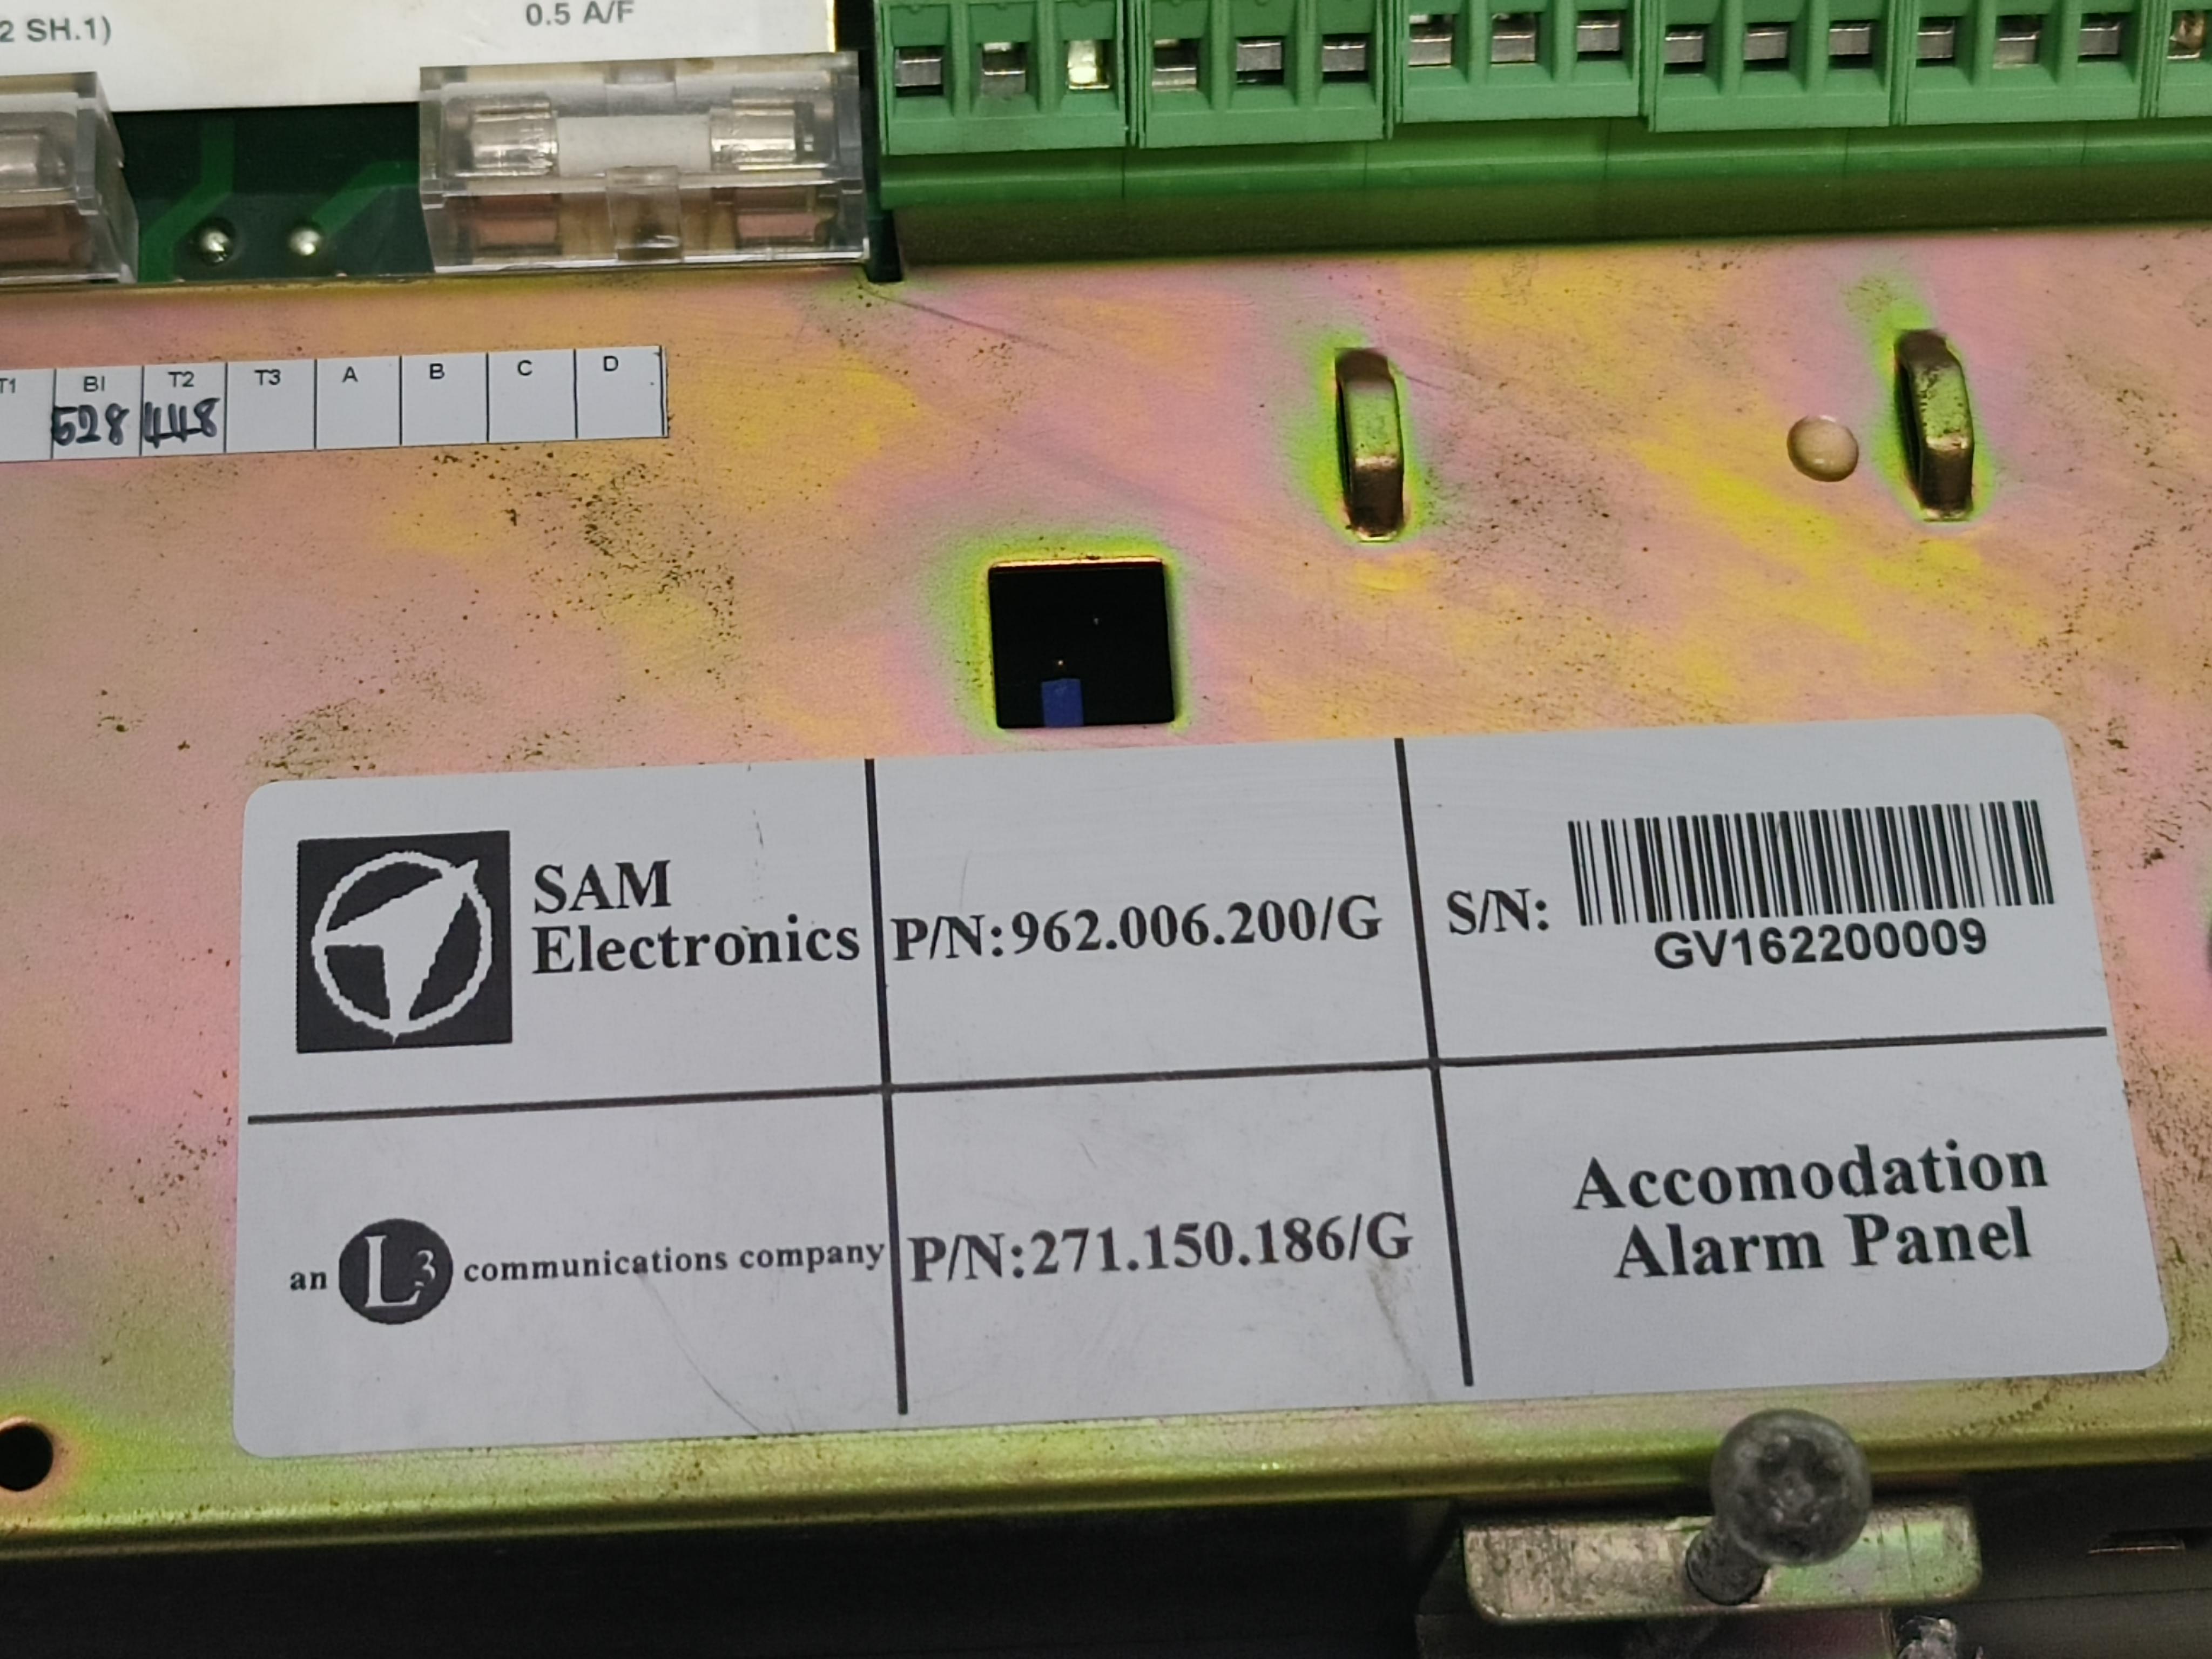 2 SH.1)
0.5 A/F
T1 BI T2 T3 A B C D
528 448
SAM
Electronics
P/N:962.006.200/G
S/N:
GV162200009
an L3 communications company
P/N:271.150.186/G
Accomodation
Alarm Panel